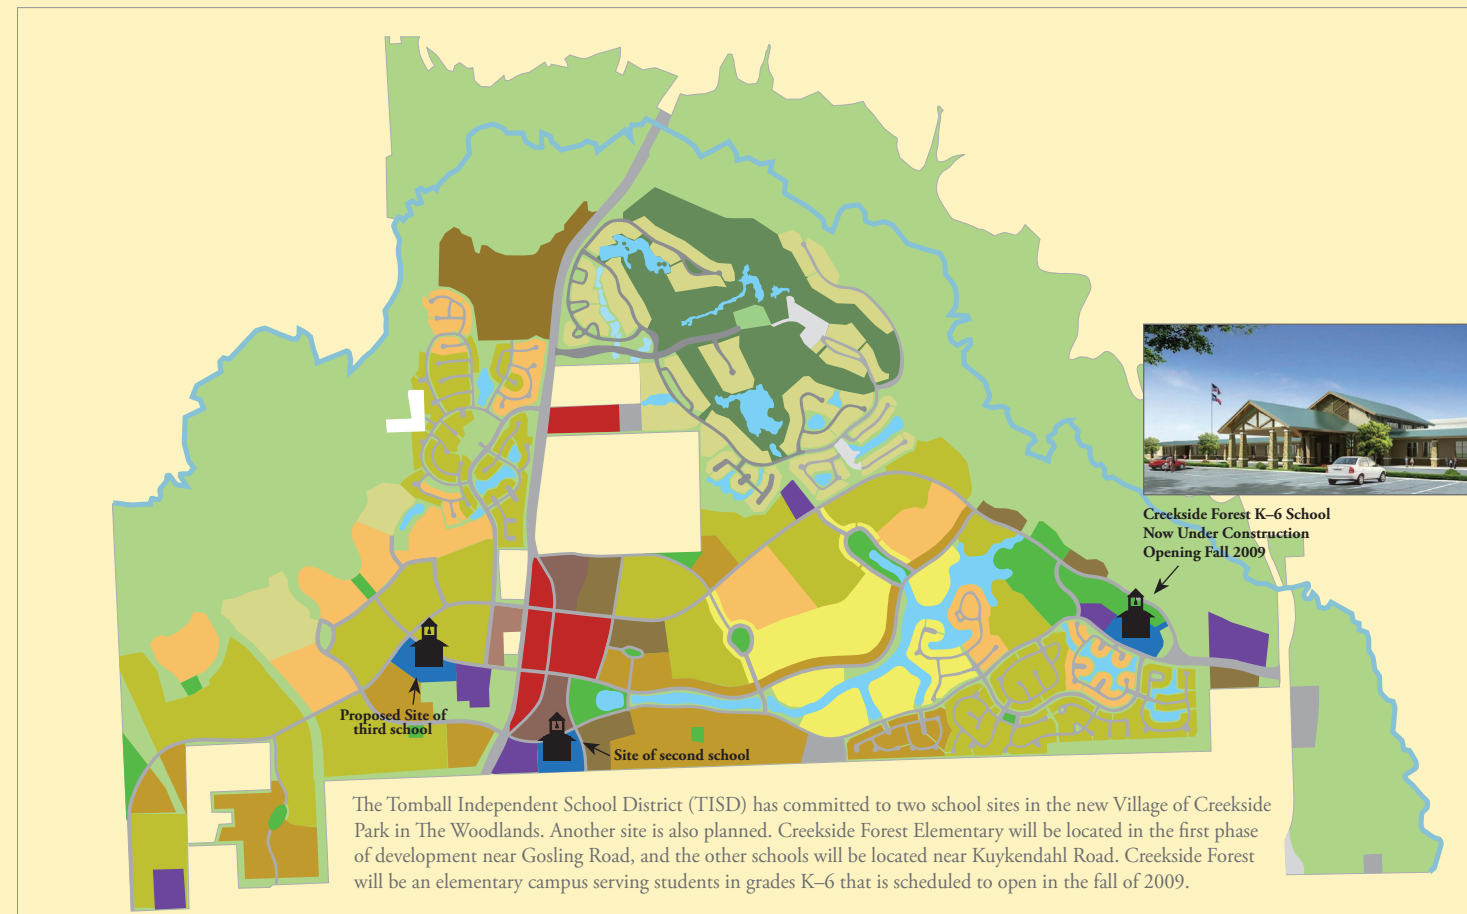 Creekside Forest K–6 School
Now Under Construction
Opening Fall 2009
Proposed Site of
third school
Site of second school
The Tomball Independent School District (TISD) has committed to two school sites in the new Village of Creekside
Park in The Woodlands. Another site is also planned. Creekside Forest Elementary will be located in the first phase
of development near Gosling Road, and the other schools will be located near Kuykendahl Road. Creekside Forest
will be an elementary campus serving students in grades K–6 that is scheduled to open in the fall of 2009.